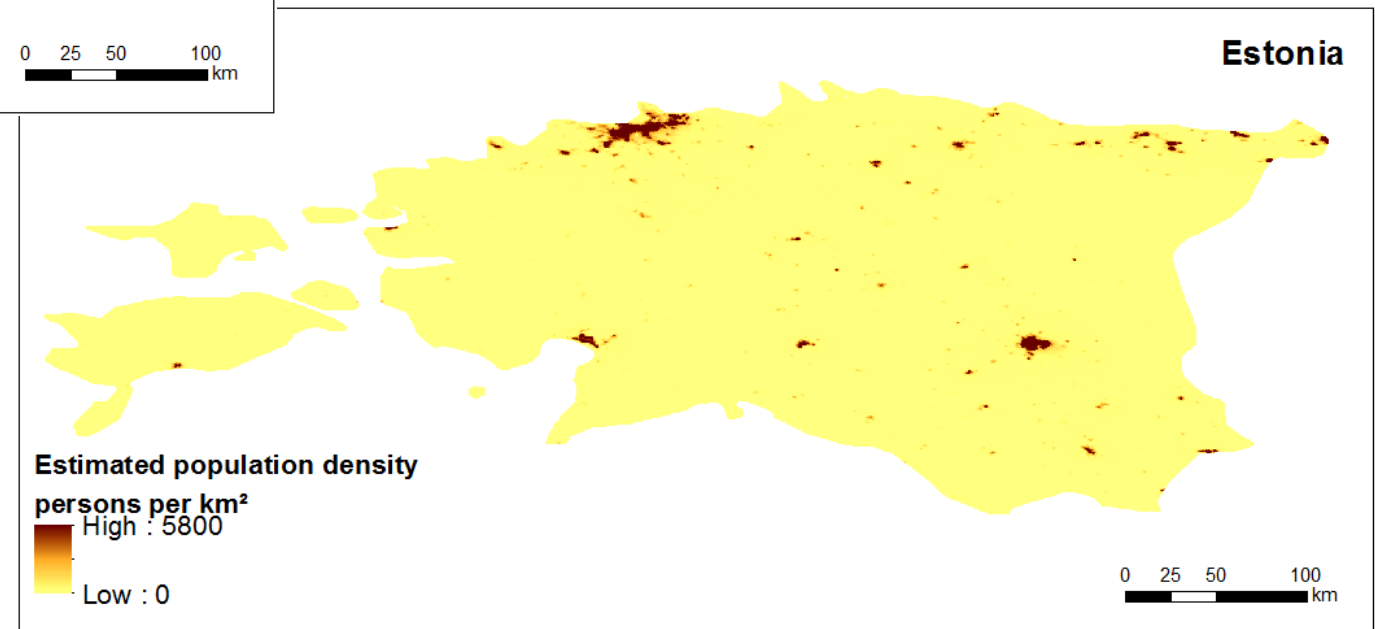 0 25 50 100
km
Estonia
Estimated population density
persons per km²
High : 5800
Low : 0
0 25 50 100
km